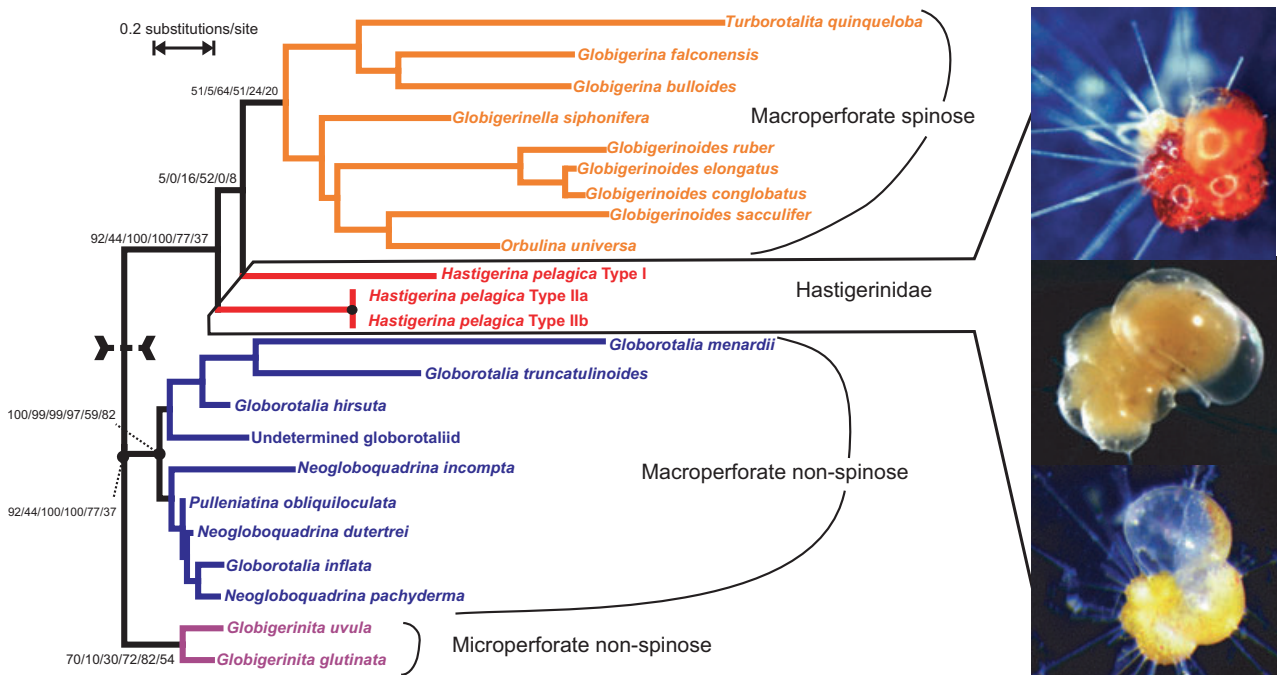 0.2 substitutions/site
Turborotalita quinqueloba
Globigerina falconensis
Globigerina bulloides
51/5/64/51/24/20
Globigerinella siphonifera
Macroperforate spinose
Globigerinoides ruber
Globigerinoides elongatus
5/0/16/52/0/8
Globigerinoides conglobatus
Globigerinoides sacculifer
92/44/100/100/77/37
Orbulina universa
Hastigerina pelagica Type I
Hastigerinidae
Hastigerina pelagica Type IIa
Hastigerina pelagica Type IIb
Globorotalia menardii
Globorotalia truncatulinoides
Globorotalia hirsuta
100/99/99/97/59/82
Undetermined globorotaliid
Neogloboquadrina incompta
Macroperforate non-spinose
Pulleniatina obliquiloculata
92/44/100/100/77/37
Neogloboquadrina dutertrei
Globorotalia inflata
Neogloboquadrina pachyderma
Globigerinita uvula
Microperforate non-spinose
Globigerinita glutinata
70/10/30/72/82/54